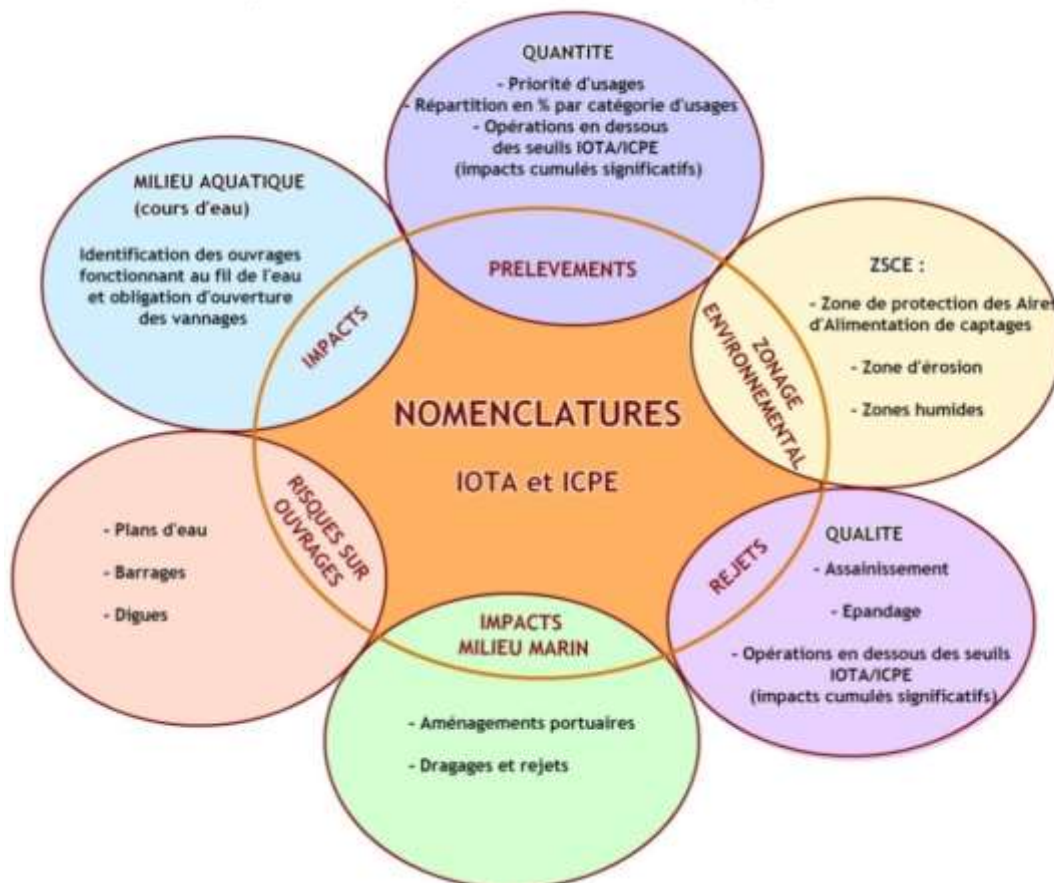 QUANTITE
- Priorité d'usages
- Répartition en % par catégorie d'usages
- Opérations en dessous
des seuils IOTA/ICPE
(impacts cumulés significatifs)
PRELEVEMENTS
MILIEU AQUATIQUE
(cours d'eau)
Identification des ouvrages
fonctionnant au fil de l'eau
et obligation d'ouverture
des vannages
IMPACTS
ZSCE :
- Zone de protection des Aires
d'Alimentation de captages
- Zone d'érosion
- Zones humides
ZONAGE
ENVIRONNEMENTAL
NOMENCLATURES
IOTA et ICPE
RISQUES SUR
OUVRAGES
- Plans d'eau
- Barrages
- Digues
QUALITE
- Assainissement
- Epandage
- Opérations en dessous des seuils
IOTA/ICPE
(impacts cumulés significatifs)
REJETS
IMPACTS
MILIEU MARIN
- Aménagements portuaires
- Dragages et rejets